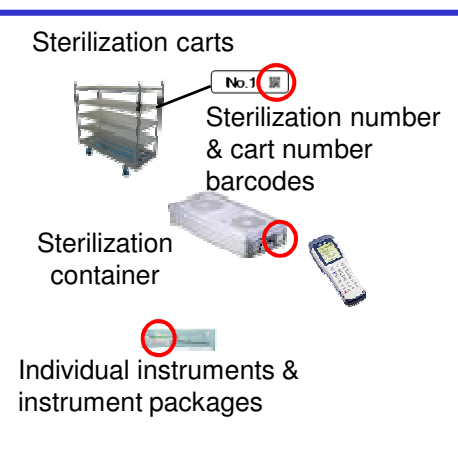 Sterilization carts
No.1
Sterilization number
& cart number
barcodes
Sterilization
container
Individual instruments &
instrument packages